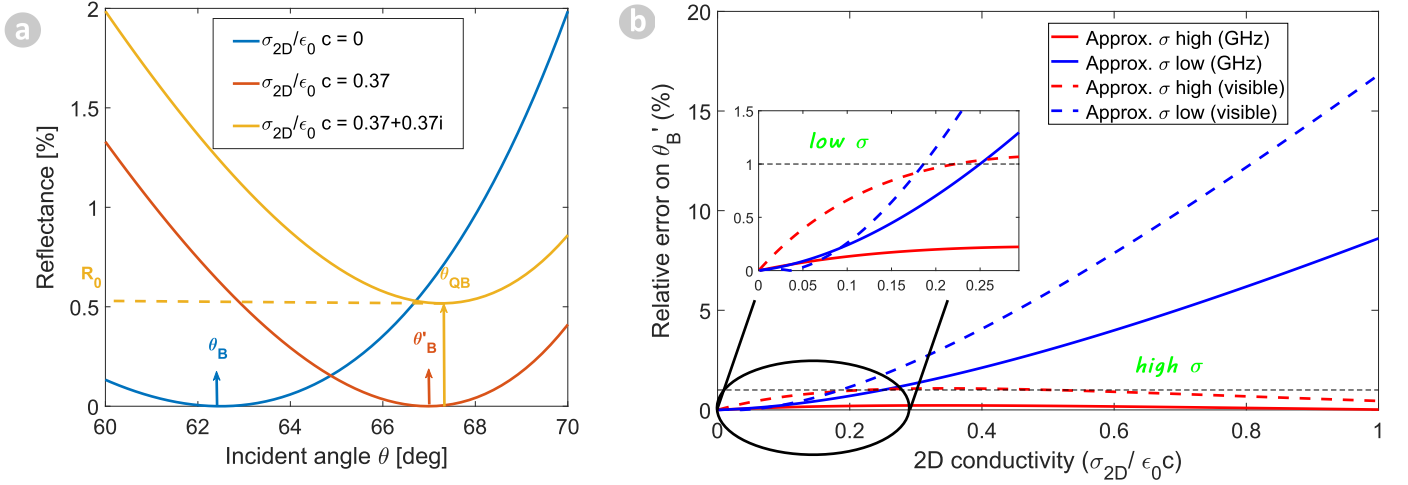 a
2
1.5
1
0.5
0
60
62
64
66
68
70
Reflectance [%]
Incident angle θ [deg]
σ2D/ϵ0 c = 0
σ2D/ϵ0 c = 0.37
σ2D/ϵ0 c = 0.37+0.37i
R0
θB
θ'B
θQB
b
20
15
10
5
0
0
0.2
0.4
0.6
0.8
1
Relative error on θB' (%)
2D conductivity (σ2D/ ϵ0c)
Approx. σ high (GHz)
Approx. σ low (GHz)
Approx. σ high (visible)
Approx. σ low (visible)
1.5
1
0.5
0
0
0.05
0.1
0.15
0.2
0.25
low σ
high σ